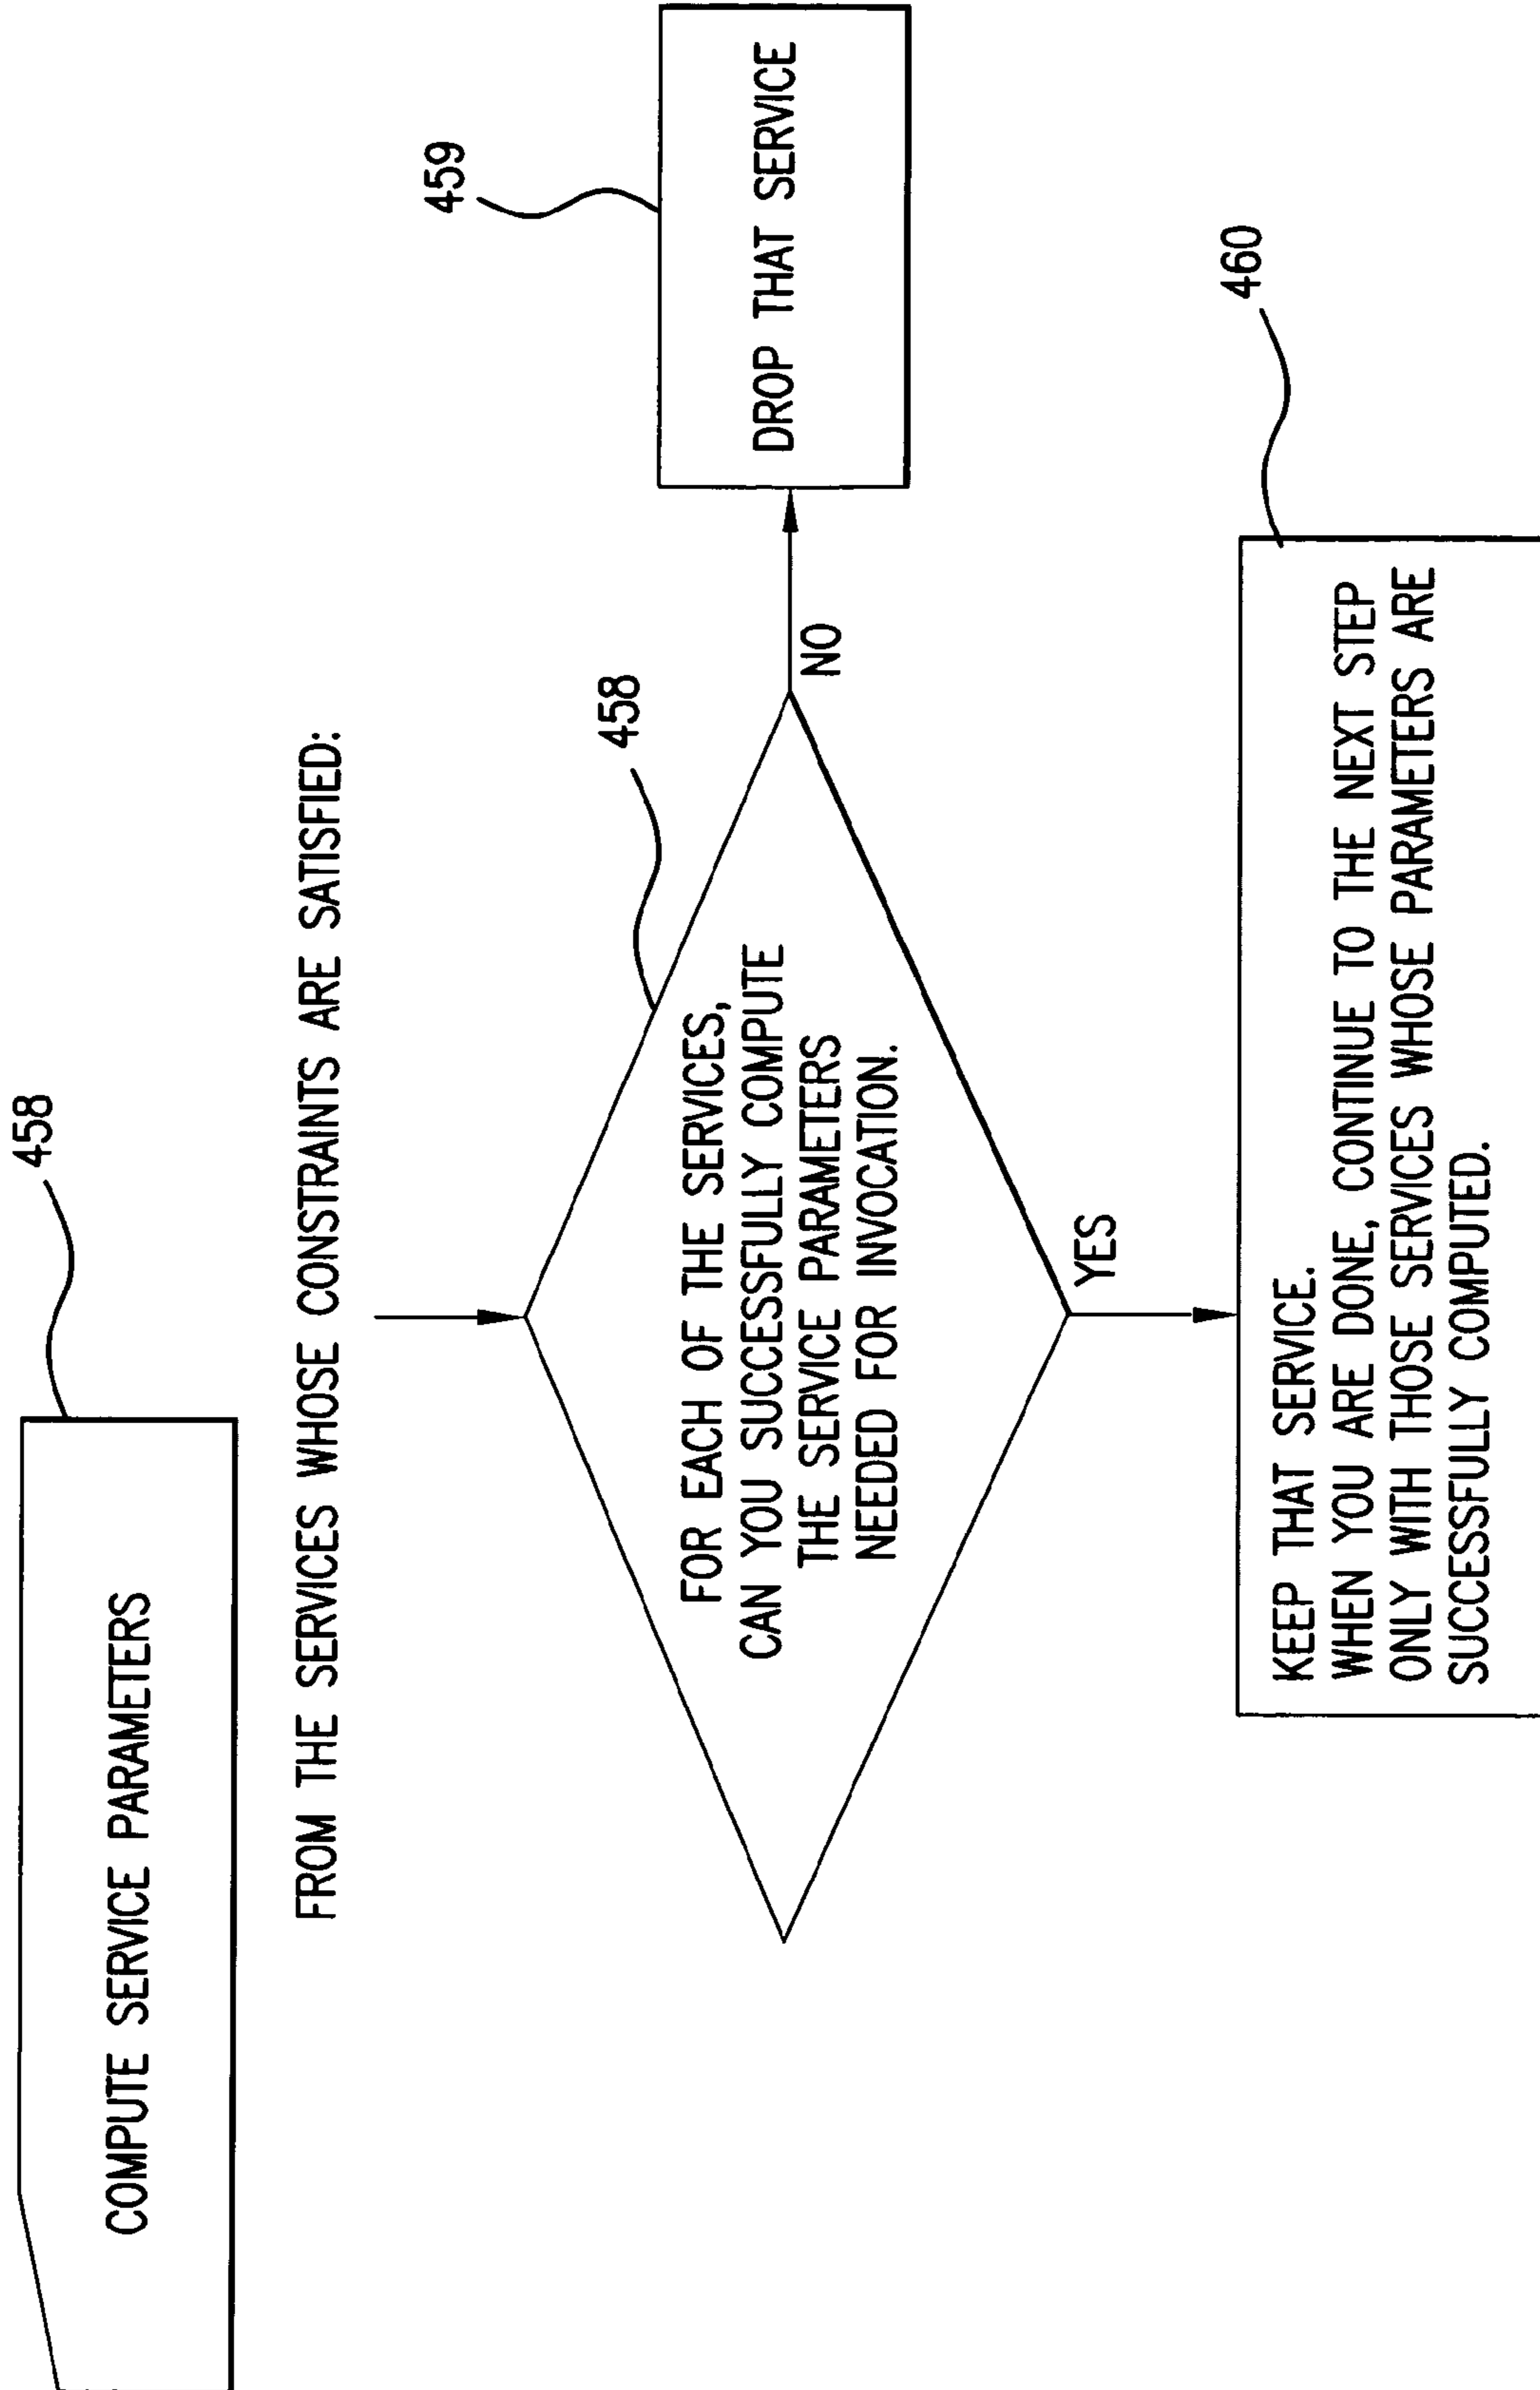 458
COMPUTE SERVICE PARAMETERS
FROM THE SERVICES WHOSE CONSTRAINTS ARE SATISFIED:
458
FOR EACH OF THE SERVICES,
CAN YOU SUCCESSFULLY COMPUTE
THE SERVICE PARAMETERS
NEEDED FOR INVOCATION.
NO
459
DROP THAT SERVICE
YES
460
KEEP THAT SERVICE.
WHEN YOU ARE DONE, CONTINUE TO THE NEXT STEP
ONLY WITH THOSE SERVICES WHOSE PARAMETERS ARE
SUCCESSFULLY COMPUTED.